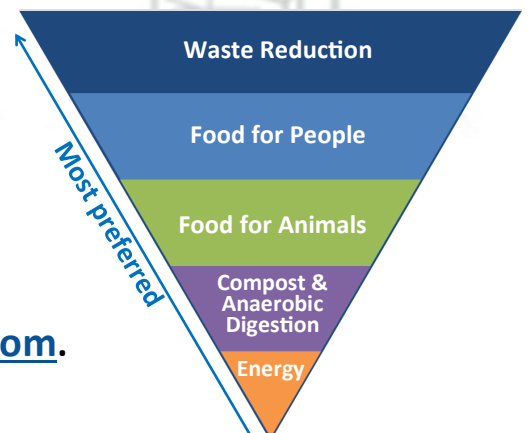 Waste Reduction
Food for People
Most preferred
Food for Animals
Compost &
Anaerobic
Digestion
om.
Energy